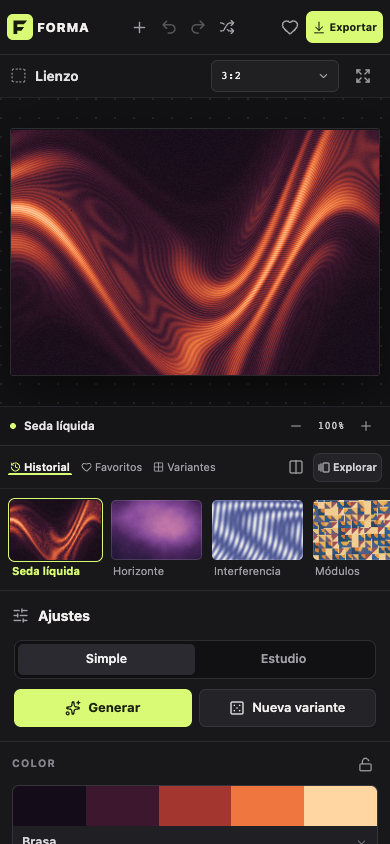 FORMA
Exportar
Lienzo
3:2
Seda líquida
100%
Historial
Favoritos
Variantes
Explorar
Seda líquida
Horizonte
Interferencia
Módulos
Ajustes
Simple
Estudio
Generar
Nueva variante
COLOR
Brasa